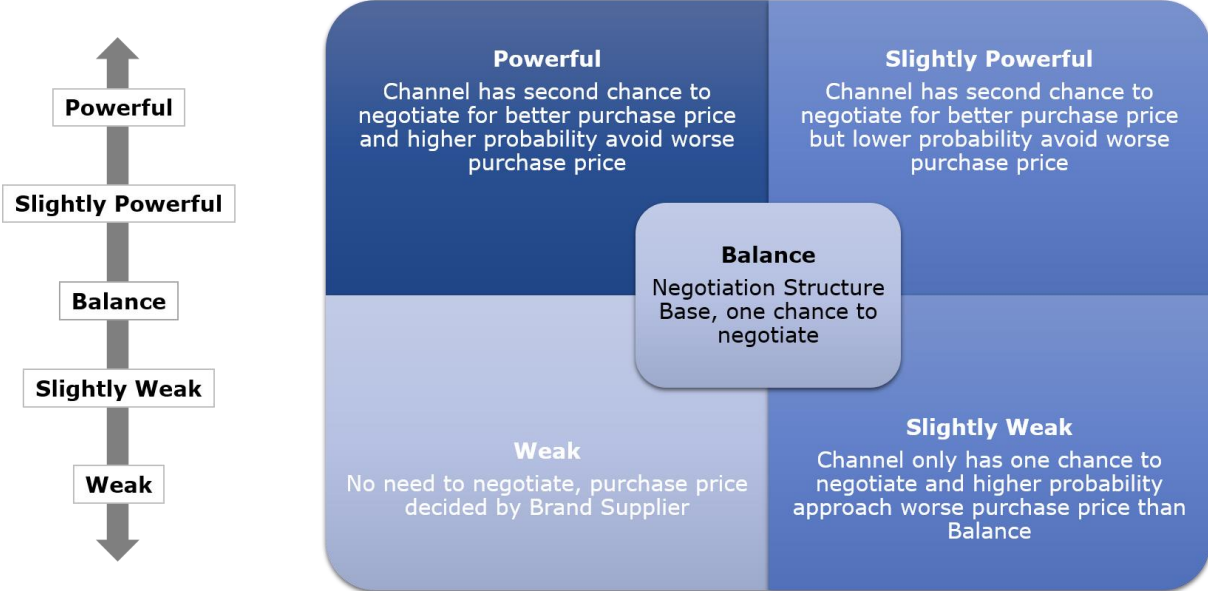 Powerful
Slightly Powerful
Balance
Slightly Weak
Weak
Powerful
Channel has second chance to
negotiate for better purchase price
and higher probability avoid worse
purchase price
Slightly Powerful
Channel has second chance to
negotiate for better purchase price
but lower probability avoid worse
purchase price
Balance
Negotiation Structure
Base, one chance to
negotiate
Weak
No need to negotiate, purchase price
decided by Brand Supplier
Slightly Weak
Channel only has one chance to
negotiate and higher probability
approach worse purchase price than
Balance